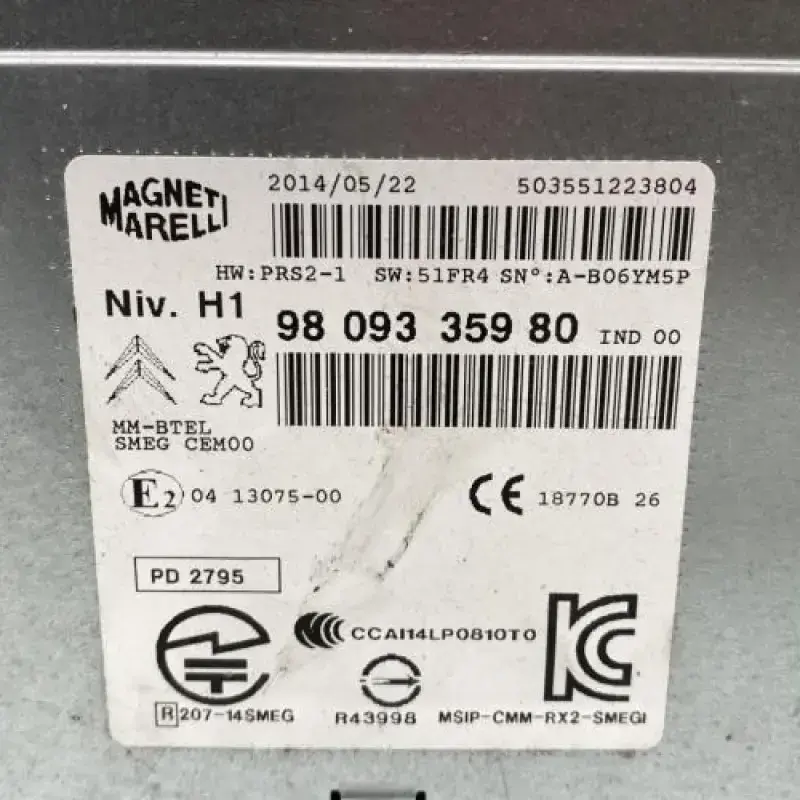 MAGNETI
MARELLI
2014/05/22
503551223804
HW:PRS2-1 SW:51FR4 SN°:A-B06YM5P
Niv. H1
98 093 359 80 IND 00
MM-BTEL
SMEG CEM00
E2 04 13075-00
CE 18770B 26
PD 2795
CCAI14LP0810T0
KC
R 207-14SMEG
R43998
MSIP-CMM-RX2-SMEGI